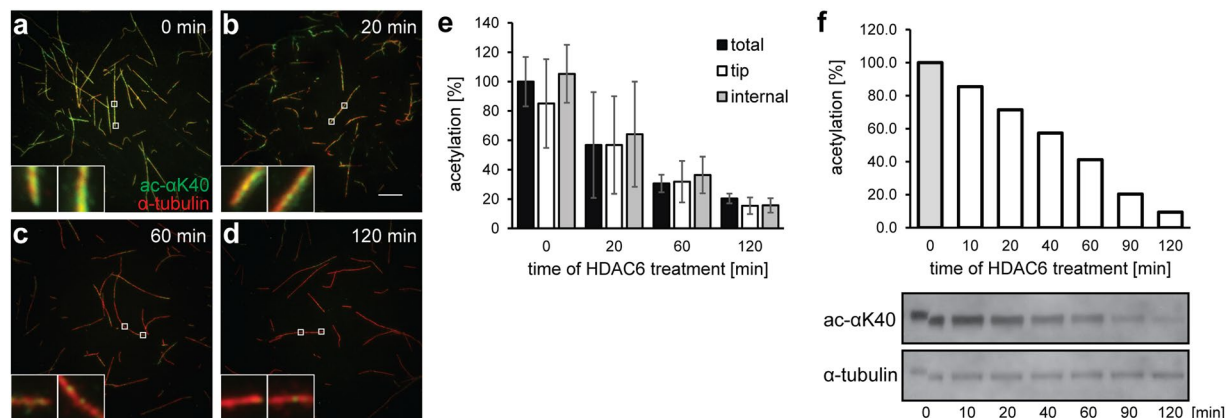 a 0 min
ac-αK40
α-tubulin
b 20 min
c 60 min
d 120 min
e
140
120
100
80
60
40
20
0
acetylation [%]
total
tip
internal
0 20 60 120
time of HDAC6 treatment [min]
f
120.0
100.0
80.0
60.0
40.0
20.0
0.0
acetylation [%]
0 10 20 40 60 90 120
time of HDAC6 treatment [min]
ac-αK40
α-tubulin
0 10 20 40 60 90 120 [min]